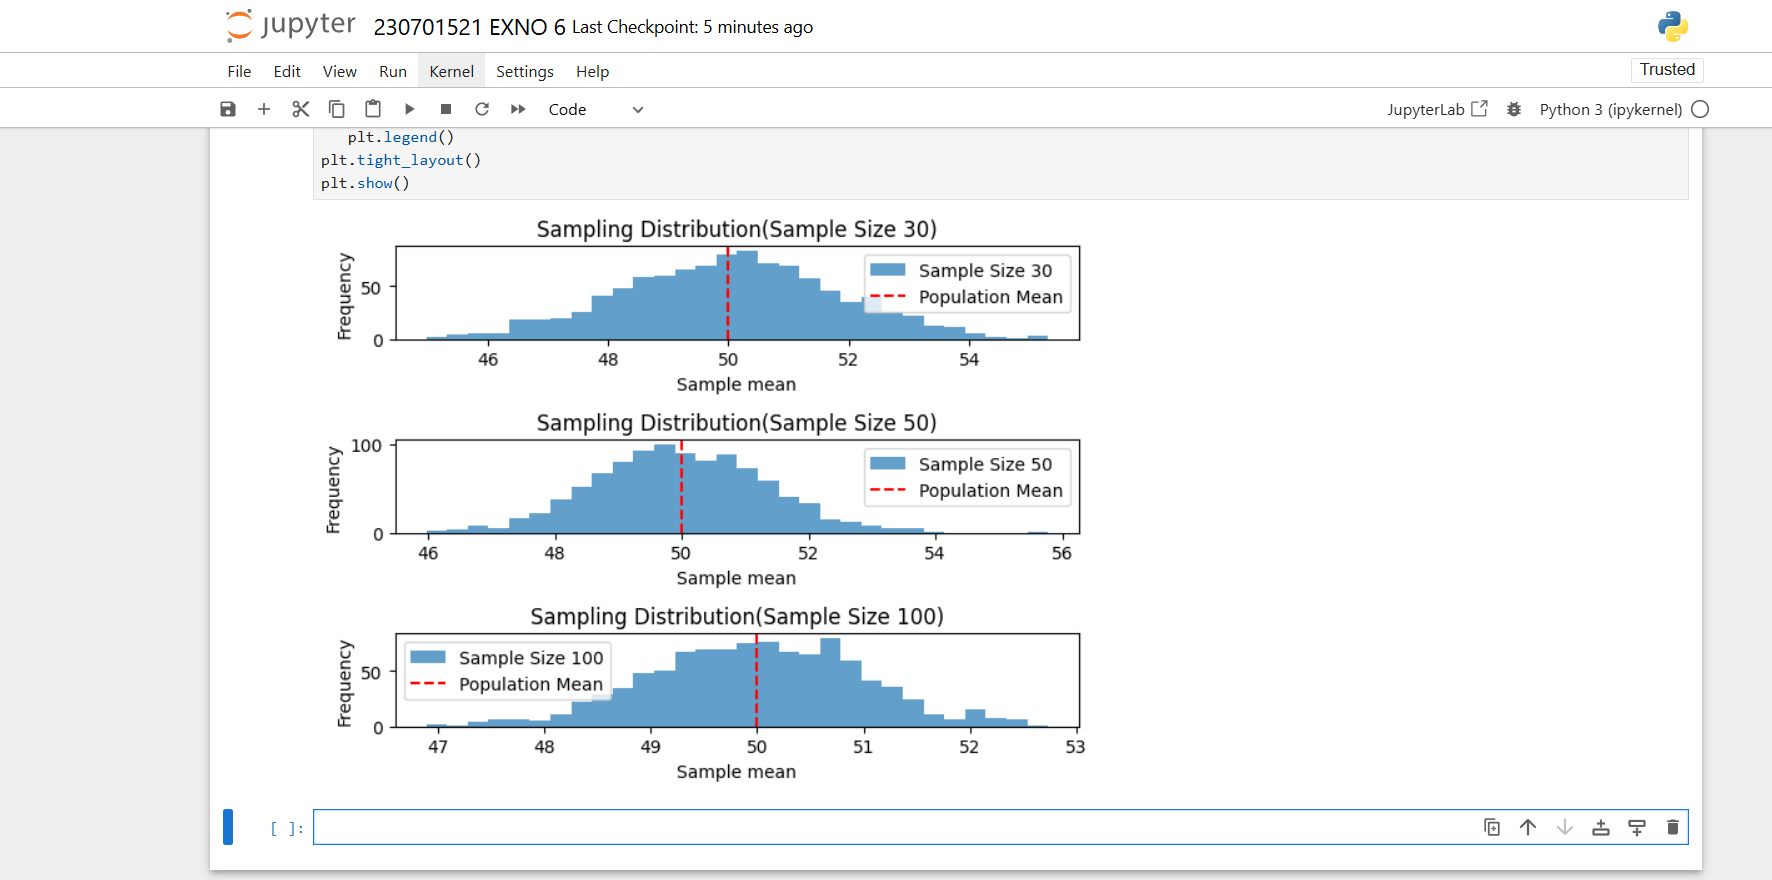 jupyter 230701521 EXNO 6 Last Checkpoint: 5 minutes ago
File Edit View Run Kernel Settings Help Trusted
Code JupyterLab Python 3 (ipykernel)
plt.legend()
plt.tight_layout()
plt.show()
Sampling Distribution(Sample Size 30)
Frequency
50
0
Sample Size 30
Population Mean
46 48 50 52 54
Sample mean
Sampling Distribution(Sample Size 50)
Frequency
100
0
Sample Size 50
Population Mean
46 48 50 52 54 56
Sample mean
Sampling Distribution(Sample Size 100)
Frequency
50
0
Sample Size 100
Population Mean
47 48 49 50 51 52 53
Sample mean
[ ]: